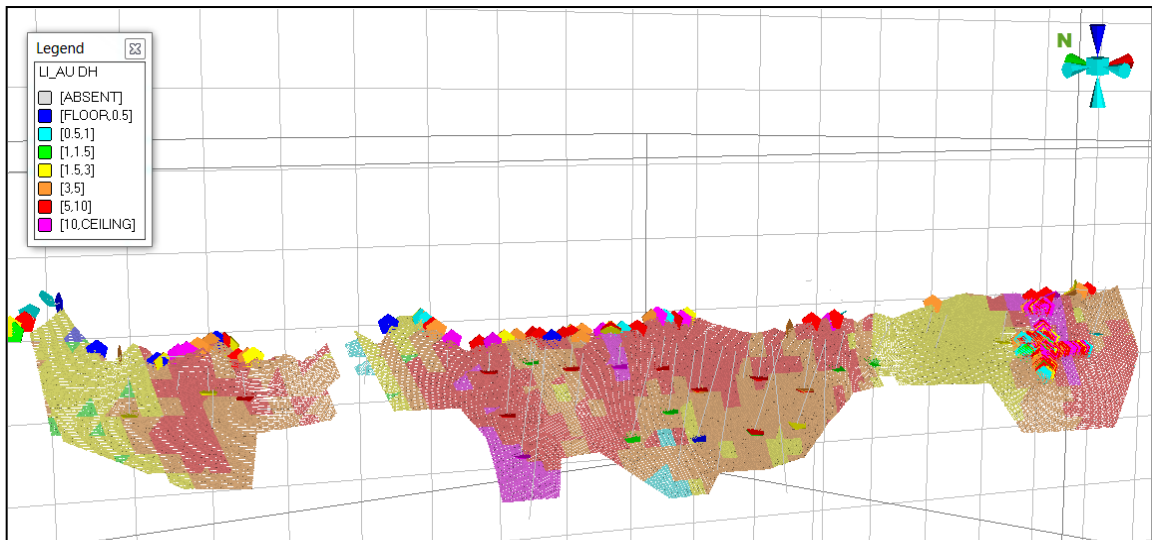 Legend
LI_AU DH
[ABSENT]
[FLOOR,0.5]
[0.5,1]
[1,1.5]
[1.5,3]
[3,5]
[5,10]
[10,CEILING]
N